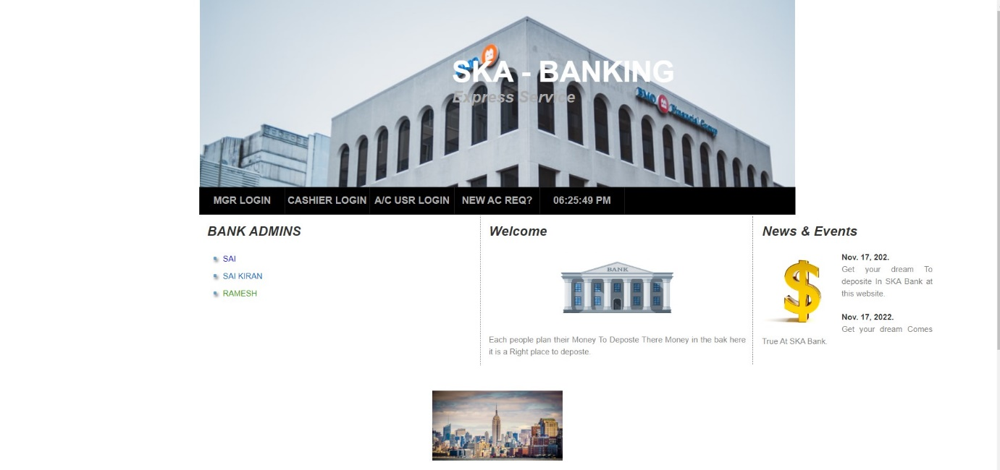 SKA - BANKING
Express Service
BMO
Financial Group
MGR LOGIN
CASHIER LOGIN
A/C USR LOGIN
NEW AC REQ?
06:25:49 PM
BANK ADMINS
SAI
SAI KIRAN
RAMESH
Welcome
BANK
Each people plan their Money To Deposte There Money in the bak here
it is a Right place to deposte.
News & Events
Nov. 17, 202.
Get your dream To
deposite In SKA Bank at
this website.
Nov. 17, 2022.
Get your dream Comes
True At SKA Bank.